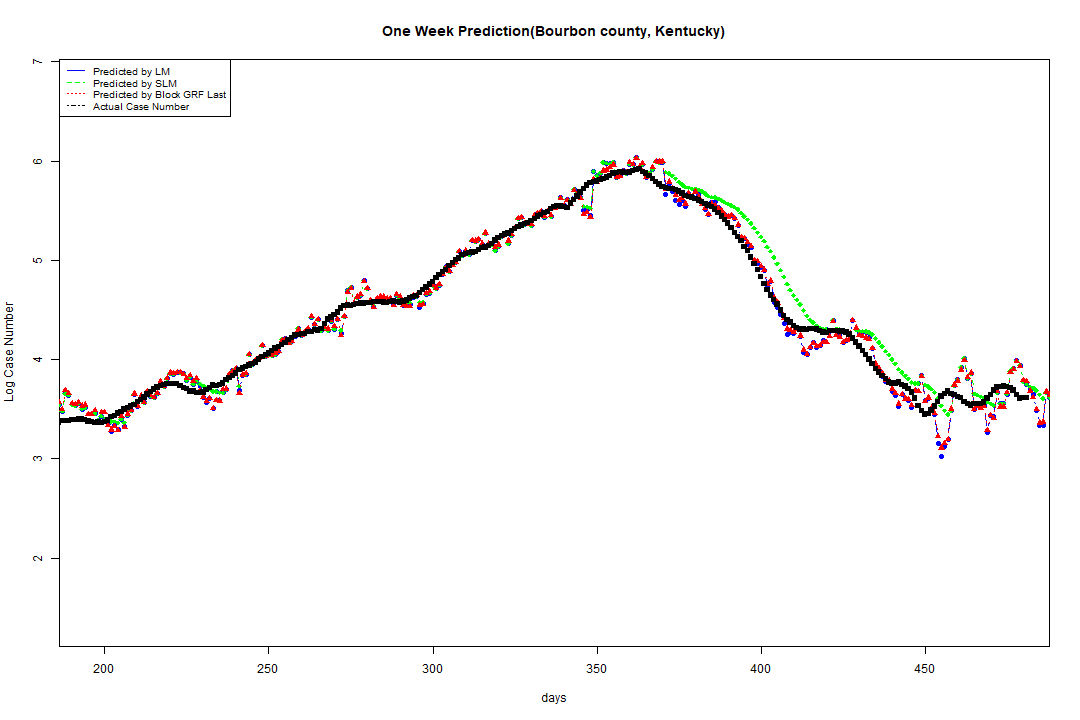 One Week Prediction(Bourbon county, Kentucky)
Predicted by LM
Predicted by SLM
Predicted by Block GRF Last
Actual Case Number
7
6
5
4
3
2
Log Case Number
200 250 300 350 400 450
days